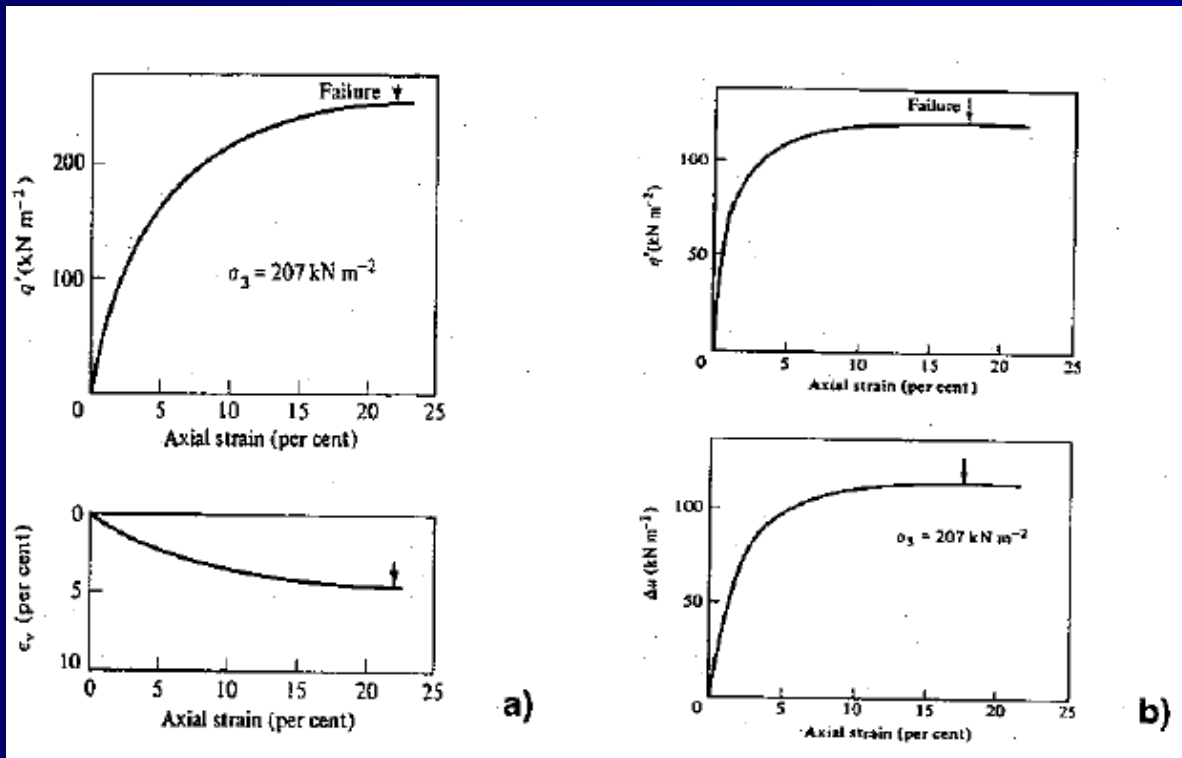 Failure
q' (kN m⁻²)
200
100
σ₃ = 207 kN m⁻²
0 5 10 15 20 25
Axial strain (per cent)
ϵᵥ (per cent)
0
5
10
0 5 10 15 20 25
Axial strain (per cent)
a)
Failure
q' (kN m⁻²)
100
50
0 5 10 15 20 25
Axial strain (per cent)
Δu (kN m⁻²)
100
50
σ₃ = 207 kN m⁻²
0 5 10 15 20 25
Axial strain (per cent)
b)